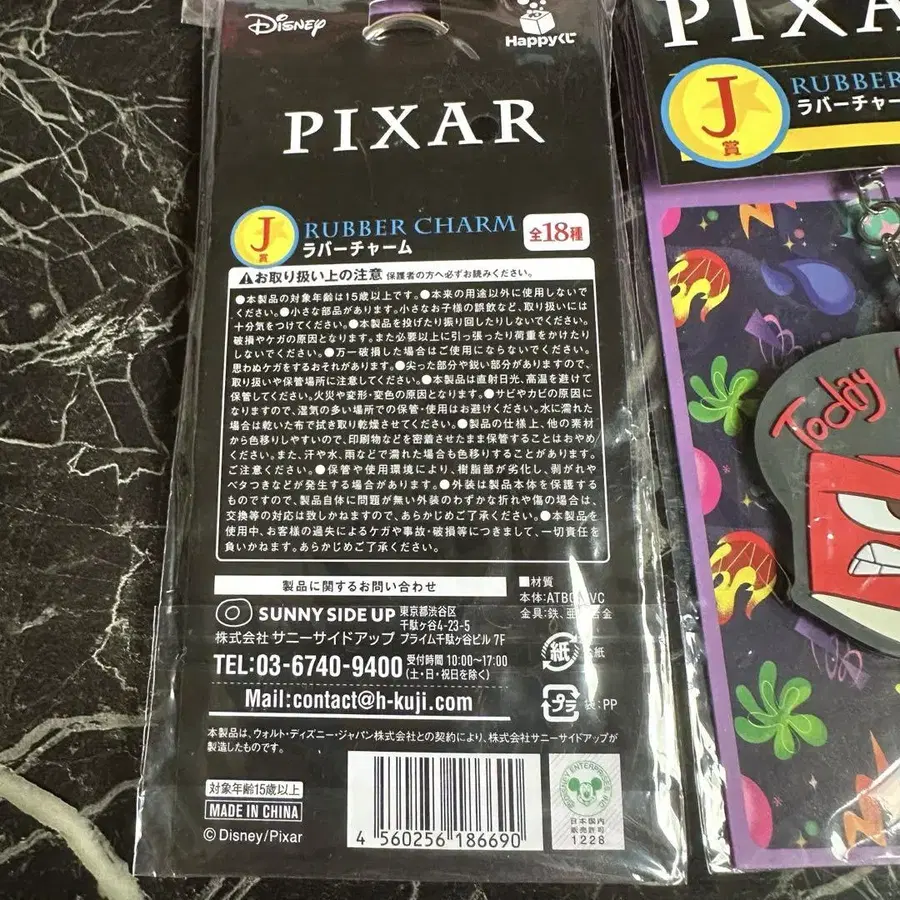 Disney
Happyくじ
PIXAR
J賞
RUBBER CHARM
ラバーチャーム
全18種
⚠お取り扱い上の注意 保護者の方へ必ずお読みください。
●本製品の対象年齢は15歳以上です。●本来の用途以外に使用しないで
ください。●小さな部品があります。小さなお子様の誤飲など、取り扱いには
十分気をつけてください。●本製品を投げたり振り回したりしないでください。
破損やケガの原因となります。また必要以上に引っ張ったり荷重をかけたり
しないでください。●万一破損した場合はご使用にならないでください。
思わぬケガをするおそれがあります。●尖った部分や鋭い部分がありますので、
取り扱いや保管場所に注意してください。●本製品は直射日光、高温を避けて
保管してください。火災や変形・変色の原因となります。●サビやカビの原因に
なりますので、湿気の多い場所での保管・使用はお避けください。水に濡れた
場合は乾いた布で拭き取り乾燥させてください。●製品の仕様上、他の素材
から色移りしやすいので、印刷物などを密着させたまま保管することはおやめ
ください。また、汗や水、雨などで濡れた場合も色移りすることがあります。
ご注意ください。●保管や使用環境により、樹脂部が劣化し、剥がれや
ベタつきなどが発生する場合があります。●外装は製品本体を保護する
ものですので、製品自体に問題が無い外装のわずかな折れや傷の場合は、
交換等の対応は致しかねますので、あらかじめご了承ください。●本製品を
使用中、お客様の過失によるケガや事故・破損等につきまして、一切責任を
負いかねます。あらかじめご了承ください。
製品に関するお問い合わせ
SUNNY SIDE UP
株式会社 サニーサイドアップ
東京都渋谷区
千駄ヶ谷4-23-5
プライム千駄ヶ谷ビル 7F
TEL:03-6740-9400
受付時間 10:00~17:00
(土・日・祝日を除く)
Mail:contact@h-kuji.com
■材質
金具:鉄、亜
紙
プラ
袋:PP
本製品は、ウォルト・ディズニー・ジャパン株式会社との契約により、株式会社サニーサイドアップが
製造したものです。
対象年齢15歳以上
MADE IN CHINA
©Disney/Pixar
4 560256 186690
日本国内
販売許可
1228
PIXA
J賞
RUBBER
ラバーチャー
Today